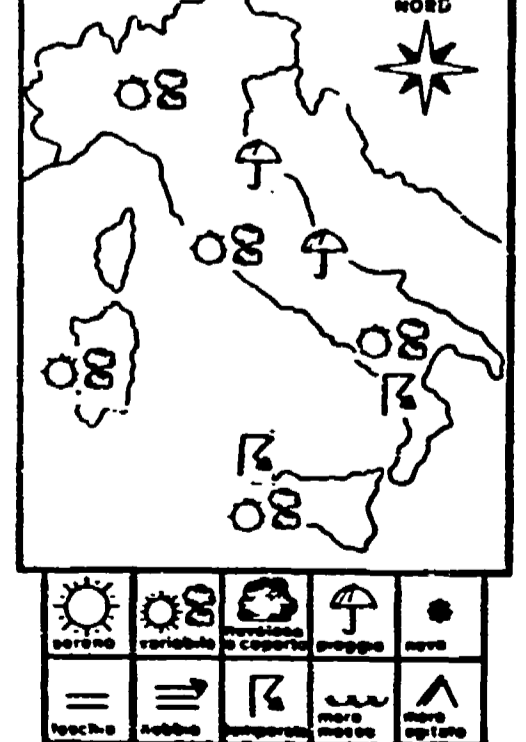 NORD
sereno
variabile
nuvoloso
o coperto
pioggia
neve
foschia
nebbia
temporale
mare
mosso
mare
agitato